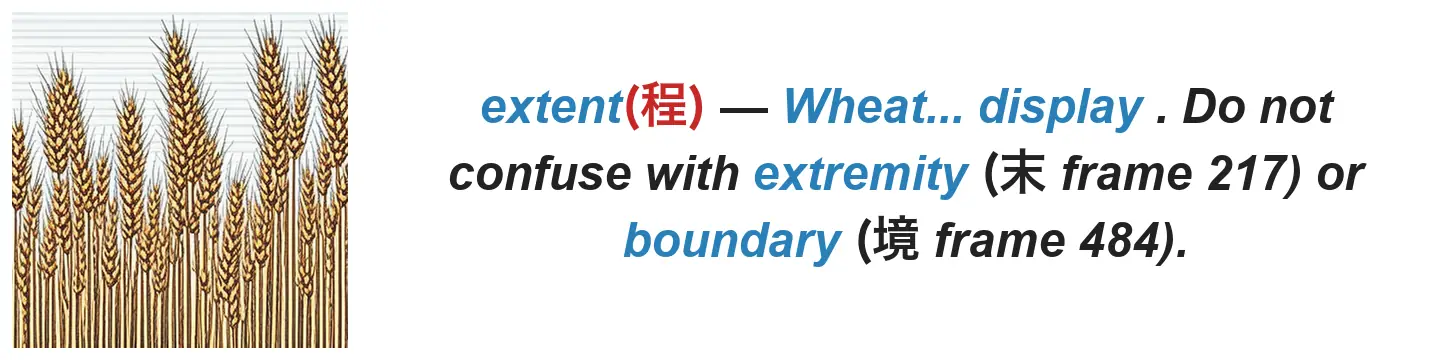 extent(程) — Wheat... display . Do not
confuse with extremity (末 frame 217) or
boundary (境 frame 484).